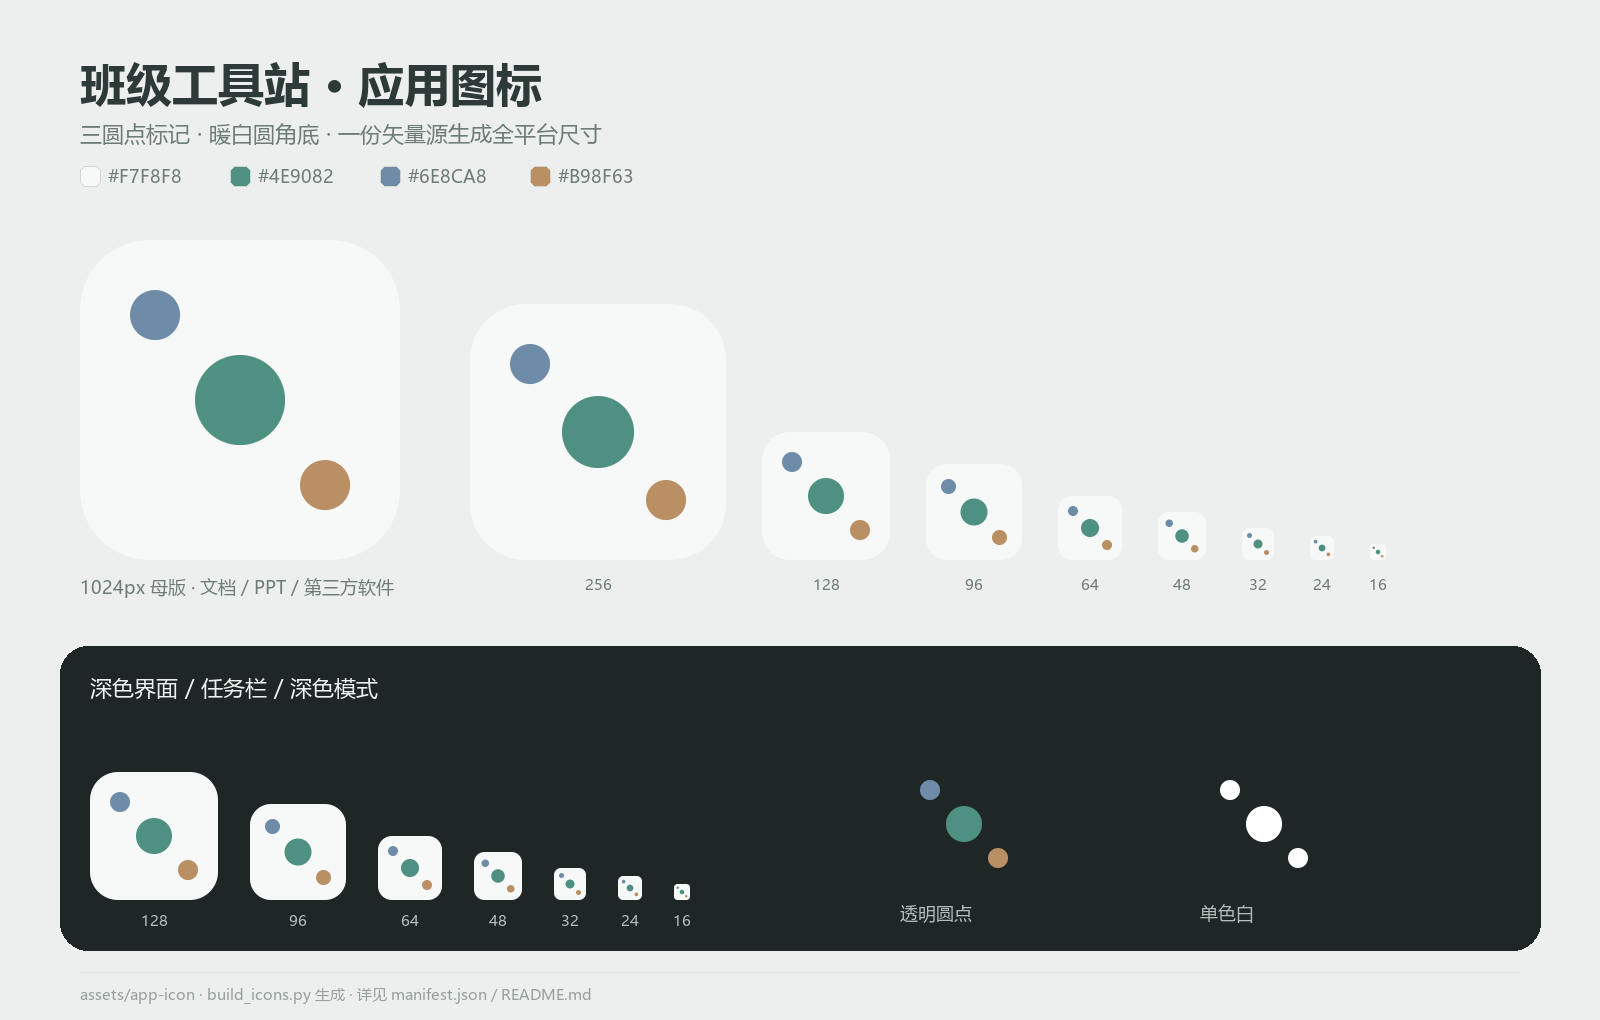 班级工具站 · 应用图标
三圆点标记 · 暖白圆角底 · 一份矢量源生成全平台尺寸
#F7F8F8 #4E9082 #6E8CA8 #B98F63
1024px 母版 · 文档 / PPT / 第三方软件 256 128 96 64 48 32 24 16
深色界面 / 任务栏 / 深色模式
128 96 64 48 32 24 16 透明圆点 单色白
assets/app-icon · build_icons.py 生成 · 详见 manifest.json / README.md